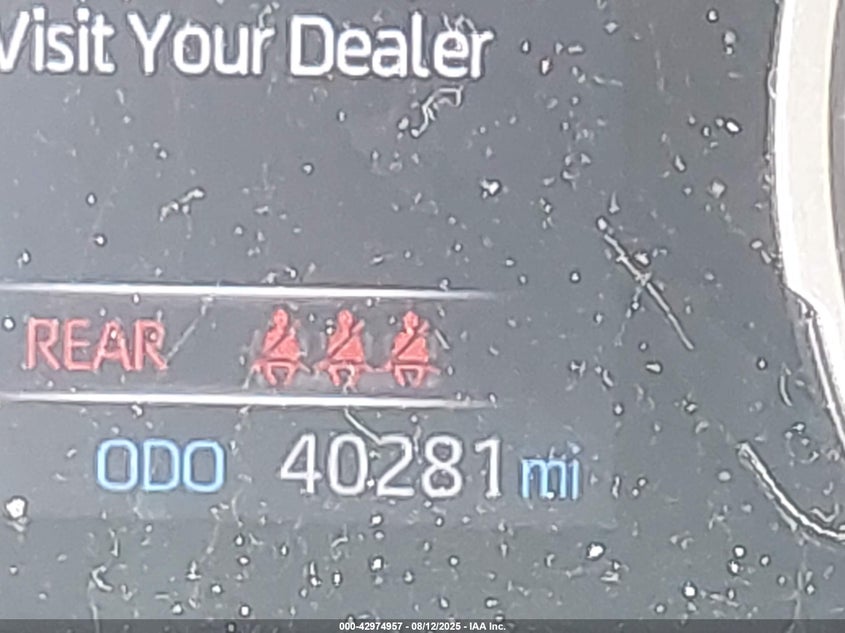 Visit Your Dealer
REAR
ODO 40281 mi
000-42974957 - 08/12/2025 - IAA Inc.